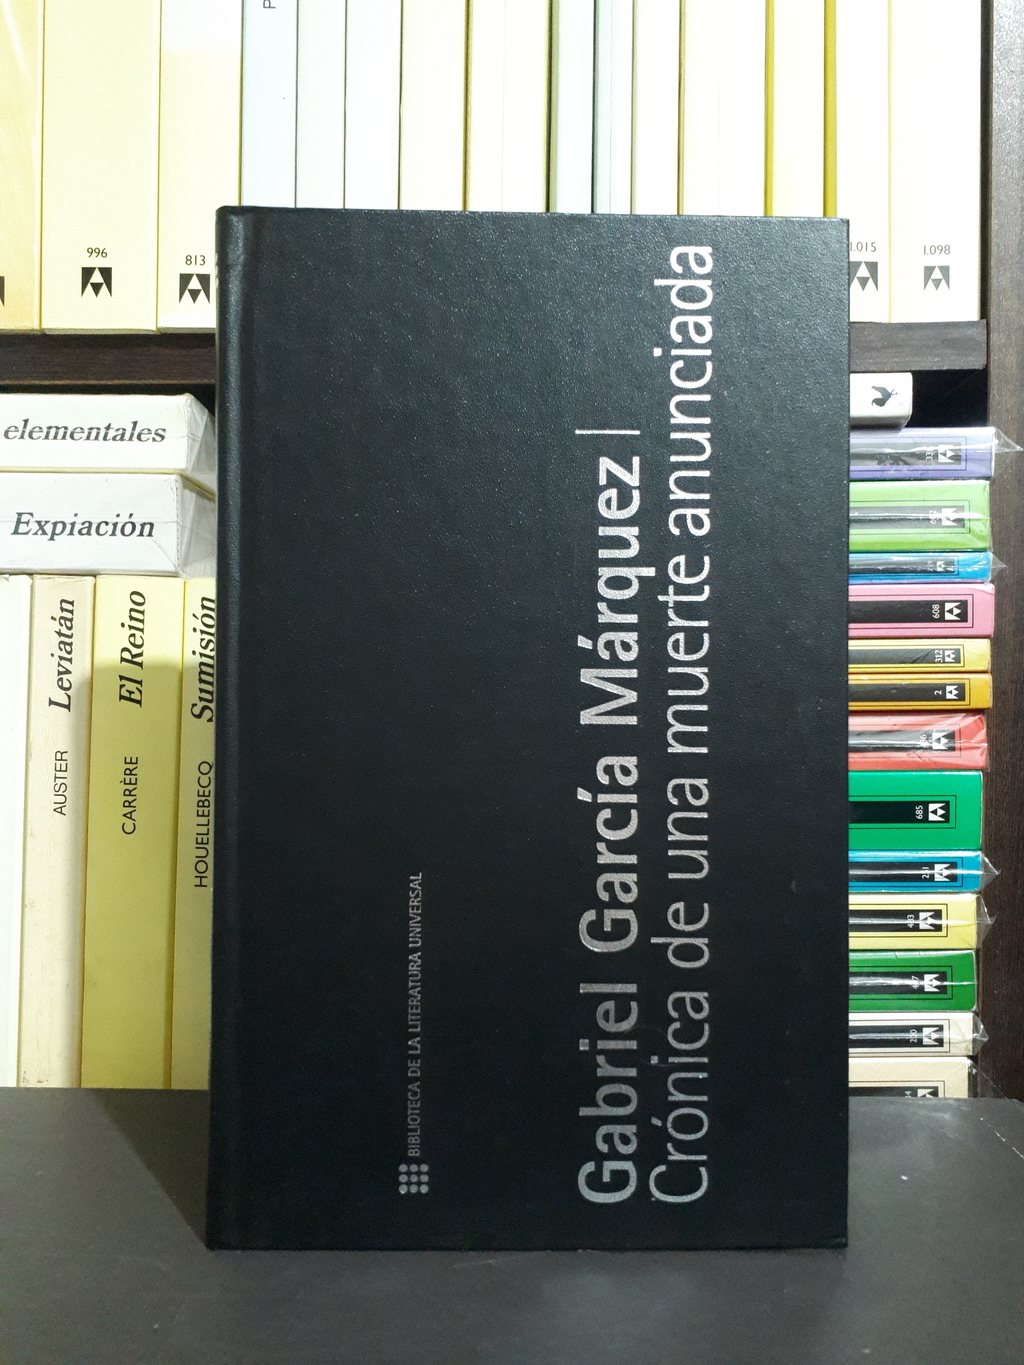 P
996
813
1.015
1.098
elementales
Expiación
Leviatán
AUSTER
El Reino
CARRÈRE
Sumisión
HOUELLEBECQ
BIBLIOTECA DE LA LITERATURA UNIVERSAL
Gabriel García Márquez |
Crónica de una muerte anunciada
608
312
2
685